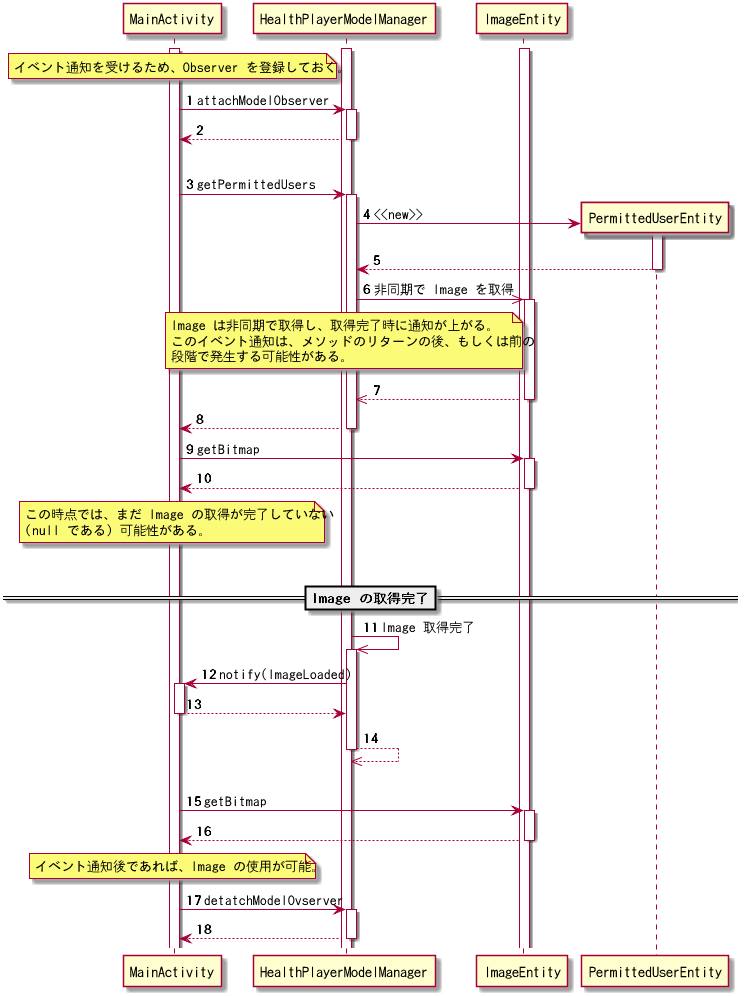 MainActivity HealthPlayerModelManager ImageEntity
イベント通知を受けるため、Observer を登録しておく。
1 attachModelObserver
2
3 getPermittedUsers
4 <<new>> PermittedUserEntity
5
6 非同期で Image を取得
Image は非同期で取得し、取得完了時に通知が上がる。
このイベント通知は、メソッドのリターンの後、もしくは前の
段階で発生する可能性がある。
7
8
9 getBitmap
10
この時点では、まだ Image の取得が完了していない
(null である) 可能性がある。
Image の取得完了
11 Image 取得完了
12 notify(ImageLoaded)
13
14
15 getBitmap
16
イベント通知後であれば、Image の使用が可能。
17 detatchModelOvserver
18
MainActivity HealthPlayerModelManager ImageEntity PermittedUserEntity